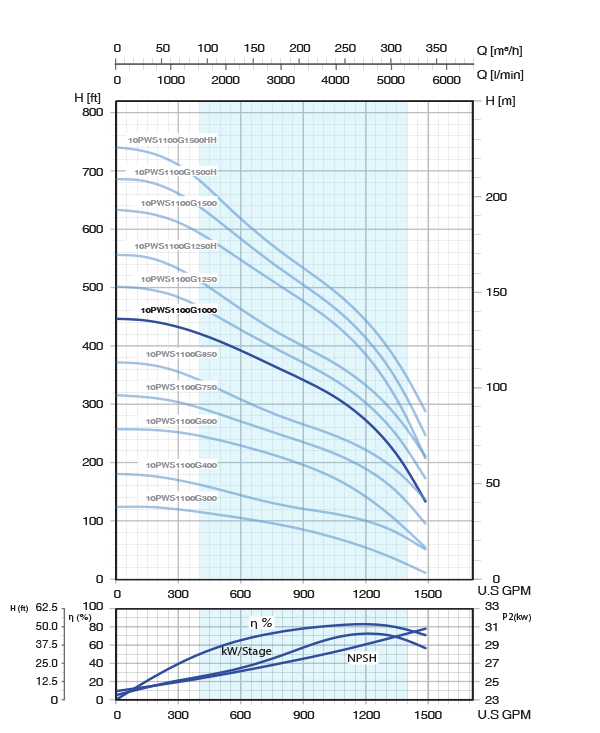 0 50 100 150 200 250 300 350 Q [m³/h]
0 1000 2000 3000 4000 5000 6000 Q [l/min]
H [ft] H [m]
800
10PWS1100G1500HH
700 10PWS1100G1500H
200
10PWS1100G1500
600
10PWS1100G1250H
10PWS1100G1250
500 150
10PWS1100G1000
400
10PWS1100G850
10PWS1100G750 100
300
10PWS1100G600
200
10PWS1100G400 50
10PWS1100G300
100
0 0
0 300 600 900 1200 1500 U.S GPM
H (ft) 62.5 η (%) 100 33 P2(kw)
50.0 80 η % 31
37.5 60 kW/Stage 29
25.0 40 NPSH 27
12.5 20 25
0 0 23
0 300 600 900 1200 1500 U.S GPM